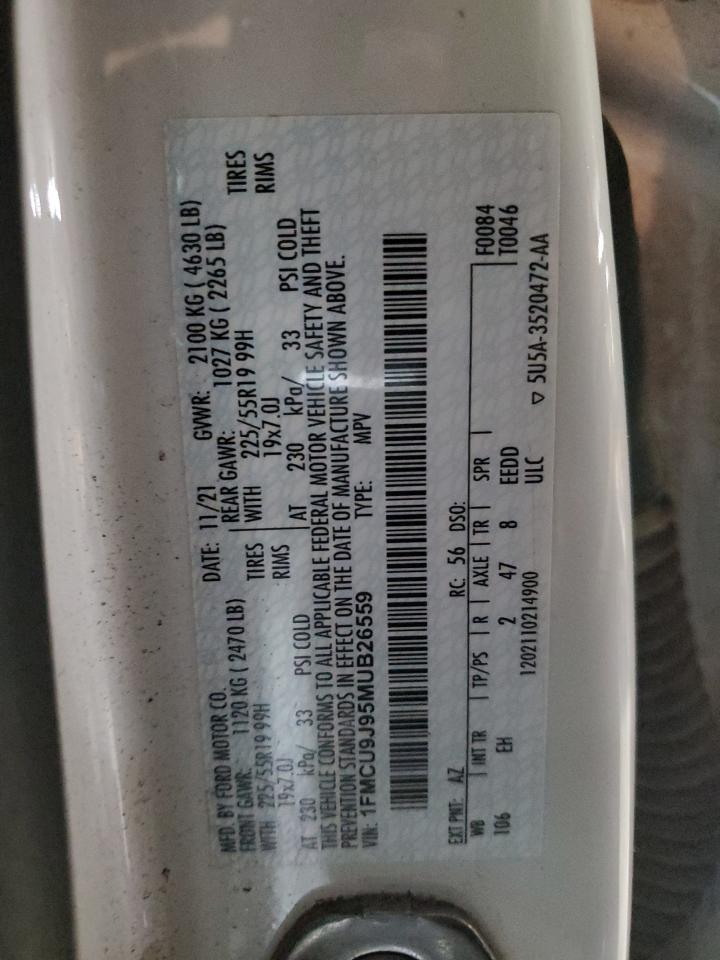 MFD. BY FORD MOTOR CO.
DATE: 11/21 GVWR: 2100 KG ( 4630 LB)
FRONT GAWR: 1120 KG ( 2470 LB) REAR GAWR: 1027 KG ( 2265 LB)
WITH 225/55R19 99H TIRES WITH 225/55R19 99H TIRES
19x7.0J RIMS 19x7.0J RIMS
AT 230 kPa/ 33 PSI COLD AT 230 kPa/ 33 PSI COLD
THIS VEHICLE CONFORMS TO ALL APPLICABLE FEDERAL MOTOR VEHICLE SAFETY AND THEFT
PREVENTION STANDARDS IN EFFECT ON THE DATE OF MANUFACTURE SHOWN ABOVE.
VIN: 1FMCU9J95MUB26559 TYPE: MPV
EXT PNT: AZ RC: 56 DSO:
WB INT TR TP/PS R AXLE TR SPR F0084
106 EH 2 47 8 EEDD T0046
1202110214900 ULC ▽ 5U5A-3520472-AA